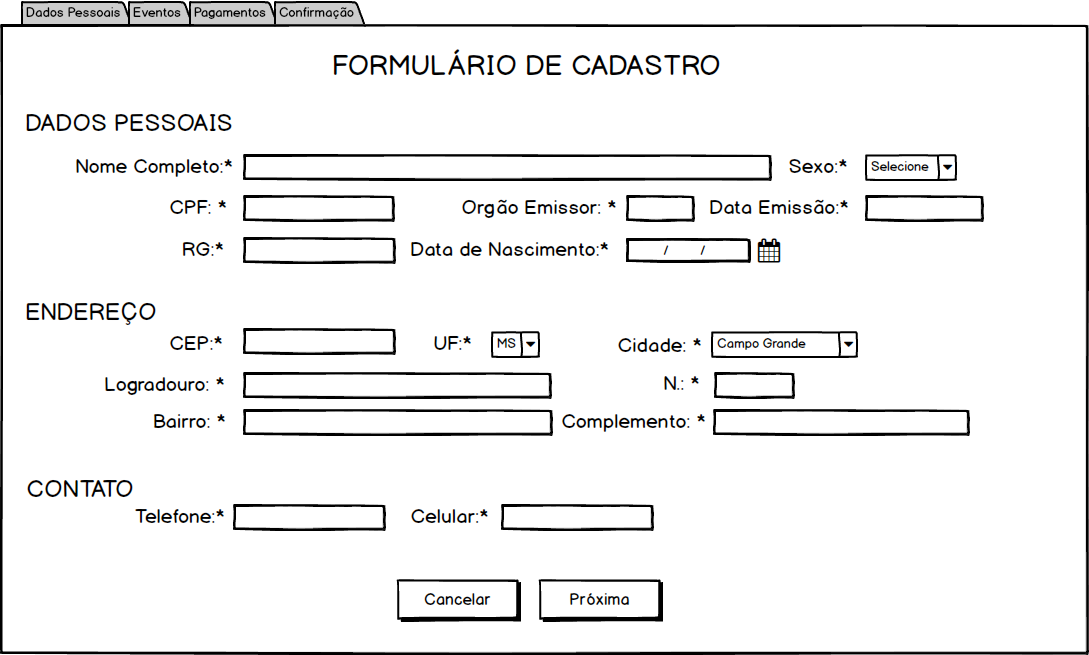 Dados Pessoais Eventos Pagamentos Confirmação
FORMULÁRIO DE CADASTRO
DADOS PESSOAIS
Nome Completo:* Sexo:* Selecione
CPF: * Orgão Emissor: * Data Emissão:*
RG:* Data de Nascimento:* / /
ENDEREÇO
CEP:* UF:* MS Cidade: * Campo Grande
Logradouro: * N.: *
Bairro: * Complemento: *
CONTATO
Telefone:* Celular:*
Cancelar Próxima